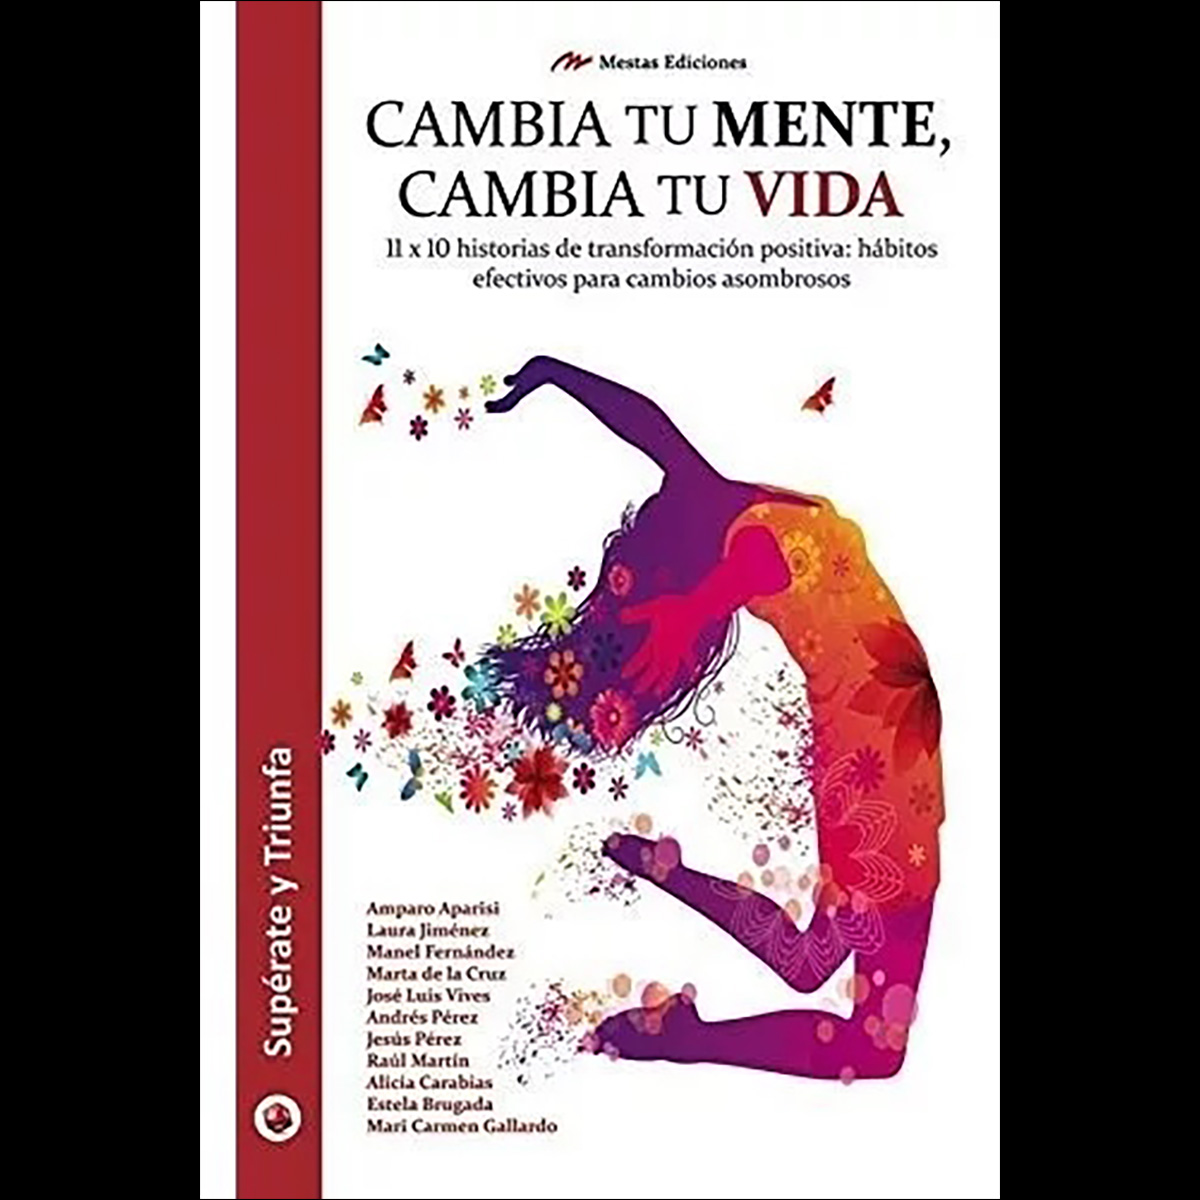 Mestas Ediciones
CAMBIA TU MENTE,
CAMBIA TU VIDA
11 x 10 historias de transformación positiva: hábitos
efectivos para cambios asombrosos
Supérate y Triunfa
Amparo Aparisi
Laura Jiménez
Manel Fernández
Marta de la Cruz
José Luis Vives
Andrés Pérez
Jesús Pérez
Raúl Martín
Alicia Carabias
Estela Brugada
Mari Carmen Gallardo